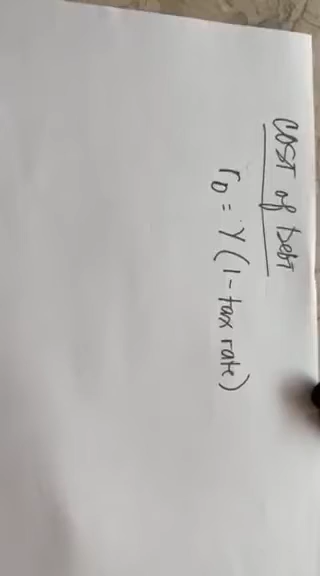 Cost of Debt
r_D = Y (1 - tax rate)